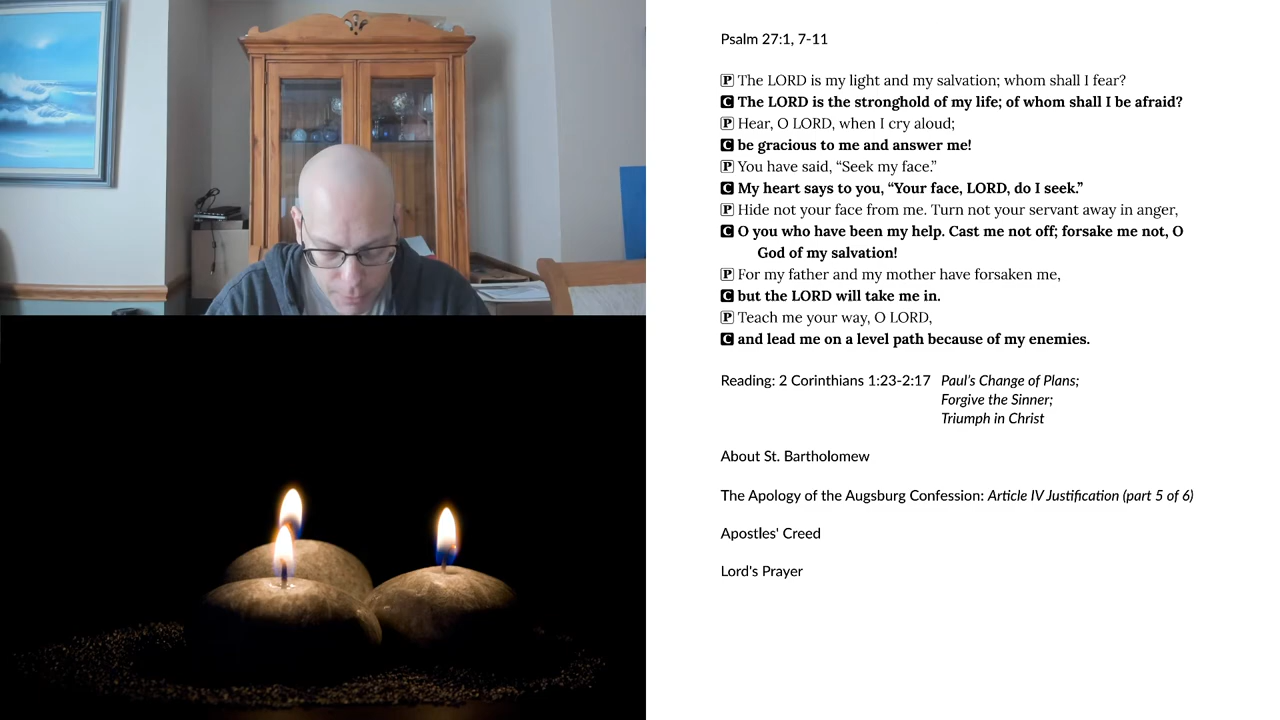 Psalm 27:1, 7-11
P The LORD is my light and my salvation; whom shall I fear?
C The LORD is the stronghold of my life; of whom shall I be afraid?
P Hear, O LORD, when I cry aloud;
C be gracious to me and answer me!
P You have said, “Seek my face.”
C My heart says to you, “Your face, LORD, do I seek.”
P Hide not your face from me. Turn not your servant away in anger,
C O you who have been my help. Cast me not off; forsake me not, O
God of my salvation!
P For my father and my mother have forsaken me,
C but the LORD will take me in.
P Teach me your way, O LORD,
C and lead me on a level path because of my enemies.
Reading: 2 Corinthians 1:23-2:17 Paul's Change of Plans;
Forgive the Sinner;
Triumph in Christ
About St. Bartholomew
The Apology of the Augsburg Confession: Article IV Justification (part 5 of 6)
Apostles' Creed
Lord's Prayer